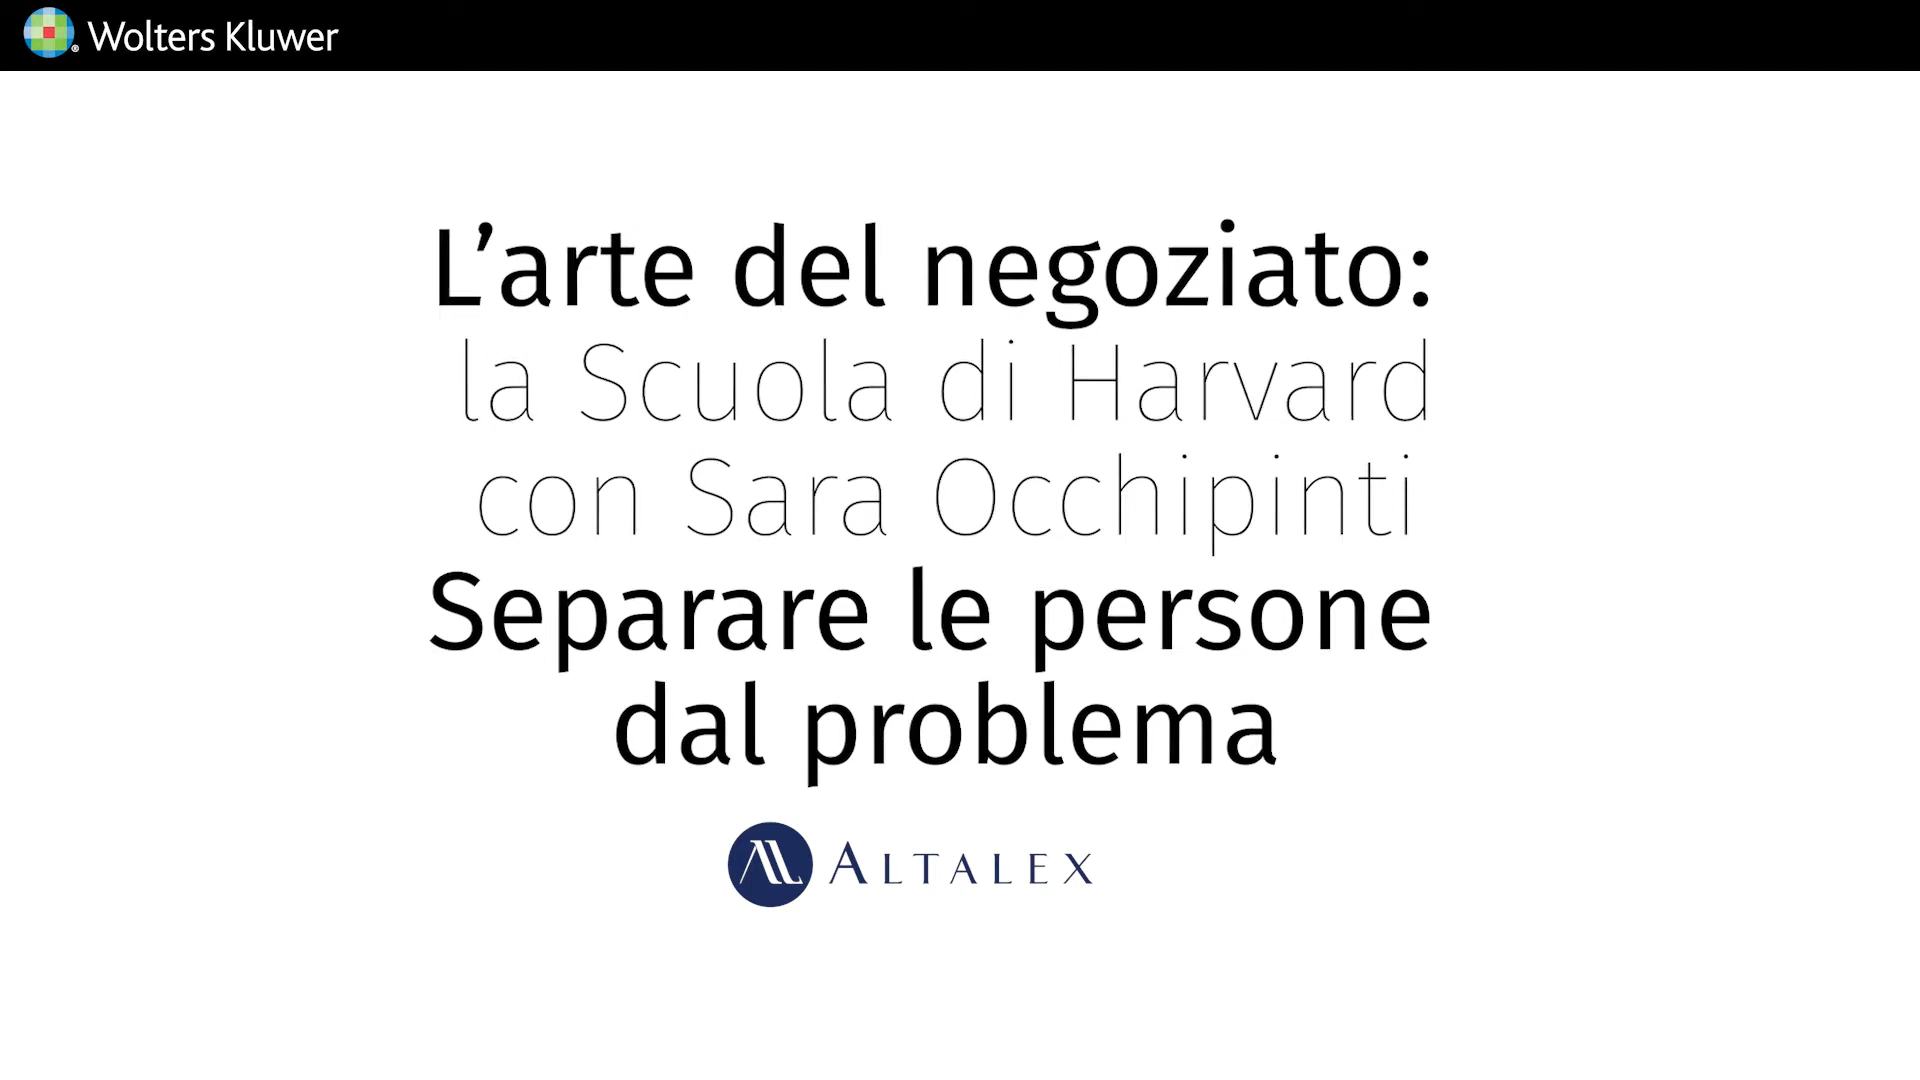 Wolters Kluwer
L’arte del negoziato:
la Scuola di Harvard
con Sara Occhipinti
Separare le persone
dal problema
ALTALEX